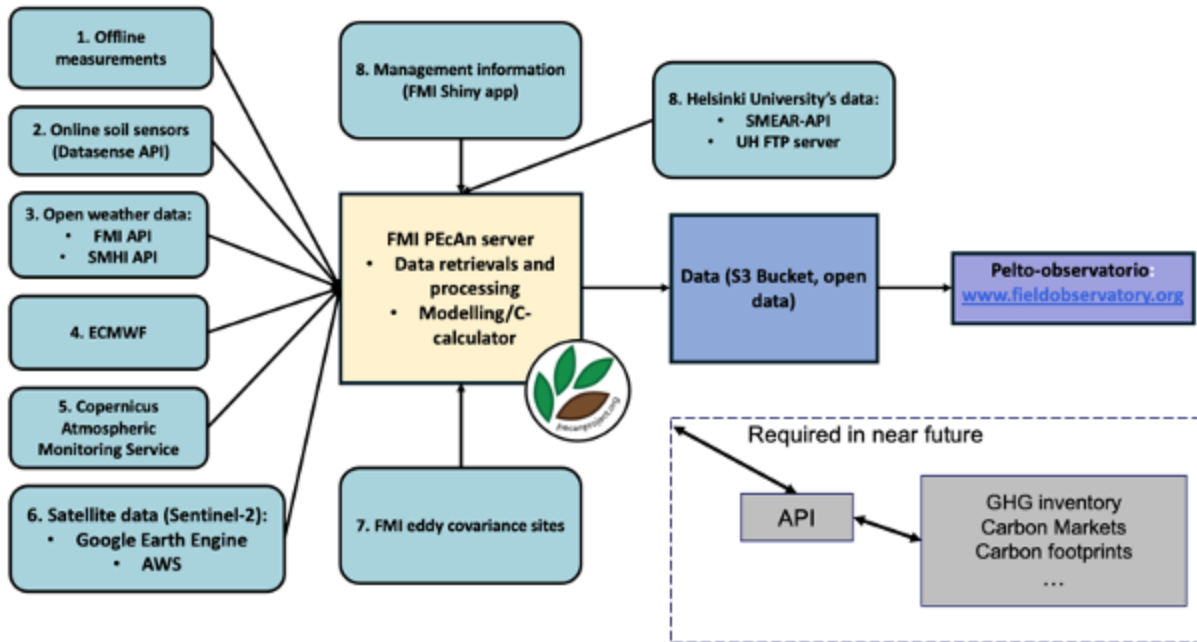 1. Offline
measurements
2. Online soil sensors
(Datasense API)
3. Open weather data:
• FMI API
• SMHI API
4. ECMWF
5. Copernicus
Atmospheric
Monitoring Service
6. Satellite data (Sentinel-2):
• Google Earth Engine
• AWS
8. Management information
(FMI Shiny app)
8. Helsinki University's data:
• SMEAR-API
• UH FTP server
FMI PEcAn server
• Data retrievals and
processing
• Modelling/C-
calculator
pecanproject.org
7. FMI eddy covariance sites
Data (S3 Bucket, open
data)
Pelto-observatorio:
www.fieldobservatory.org
Required in near future
API
GHG inventory
Carbon Markets
Carbon footprints
...